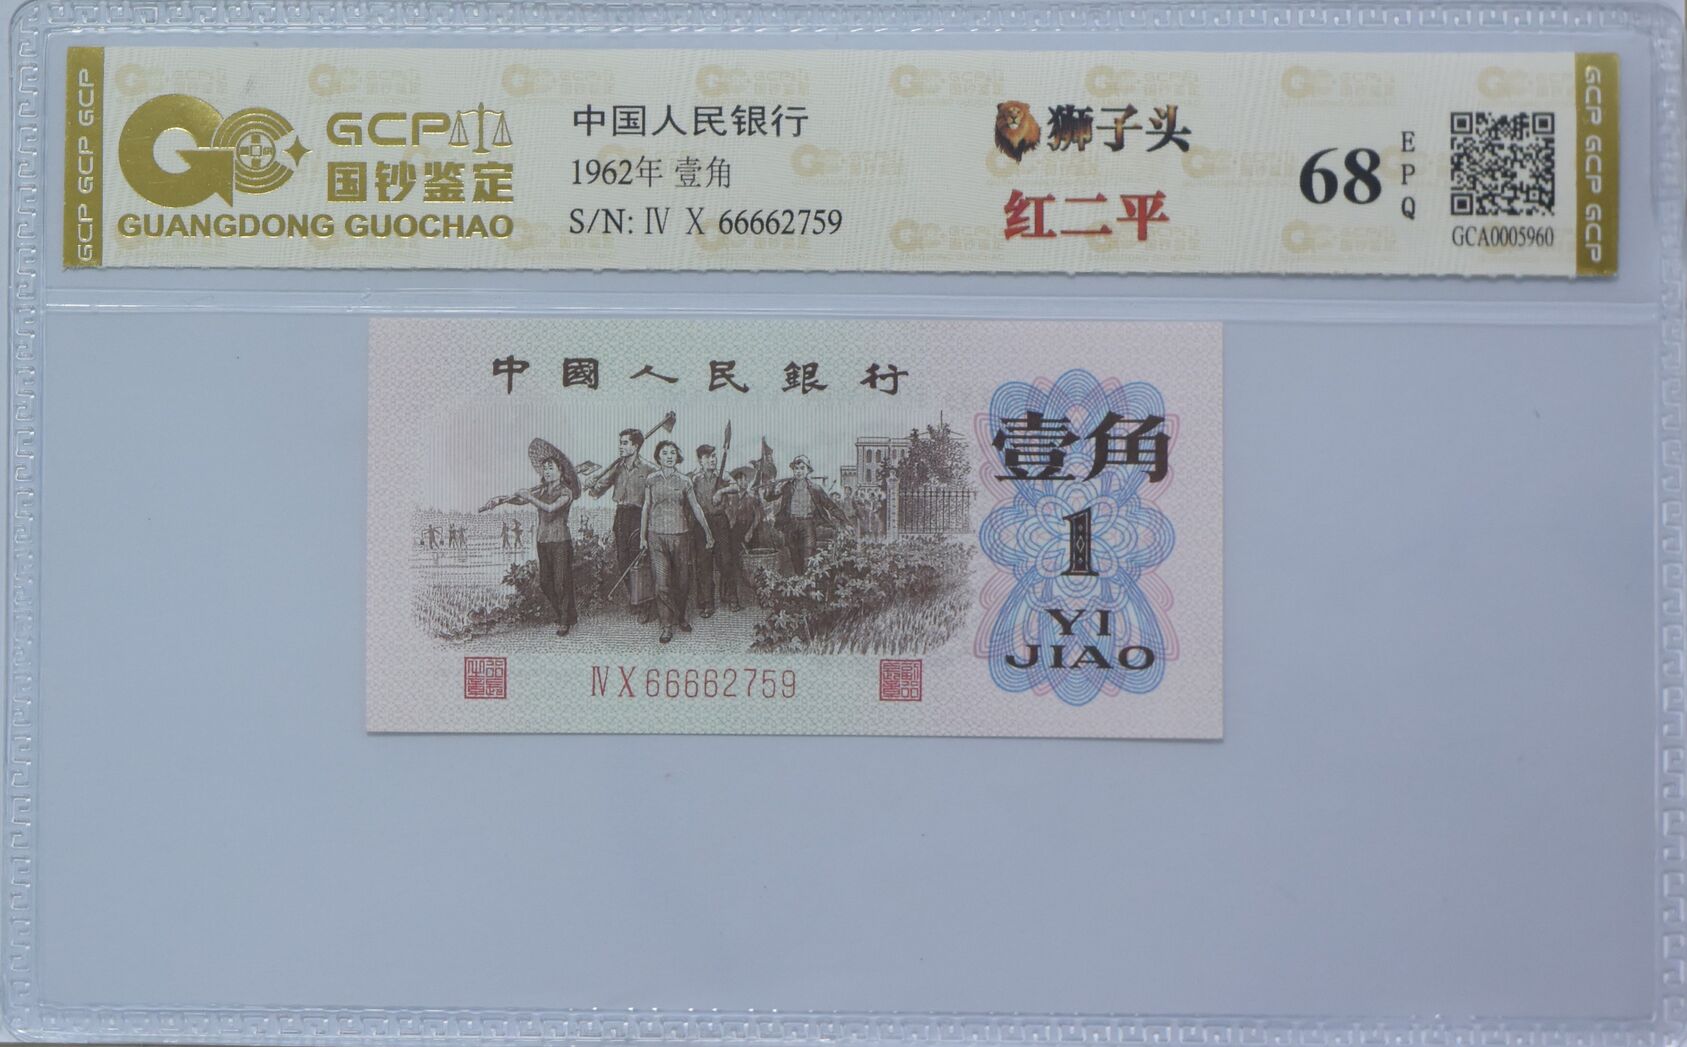 GCP GCP GCP
GCP
国钞鉴定
GUANGDONG GUOCHAO
中国人民银行
1962年 壹角
S/N: Ⅳ X 66662759
狮子头
红二平
68
EPQ
GCA0005960
GCP GCP GCP
中國人民銀行
壹角
1
YI
JIAO
ⅣX66662759